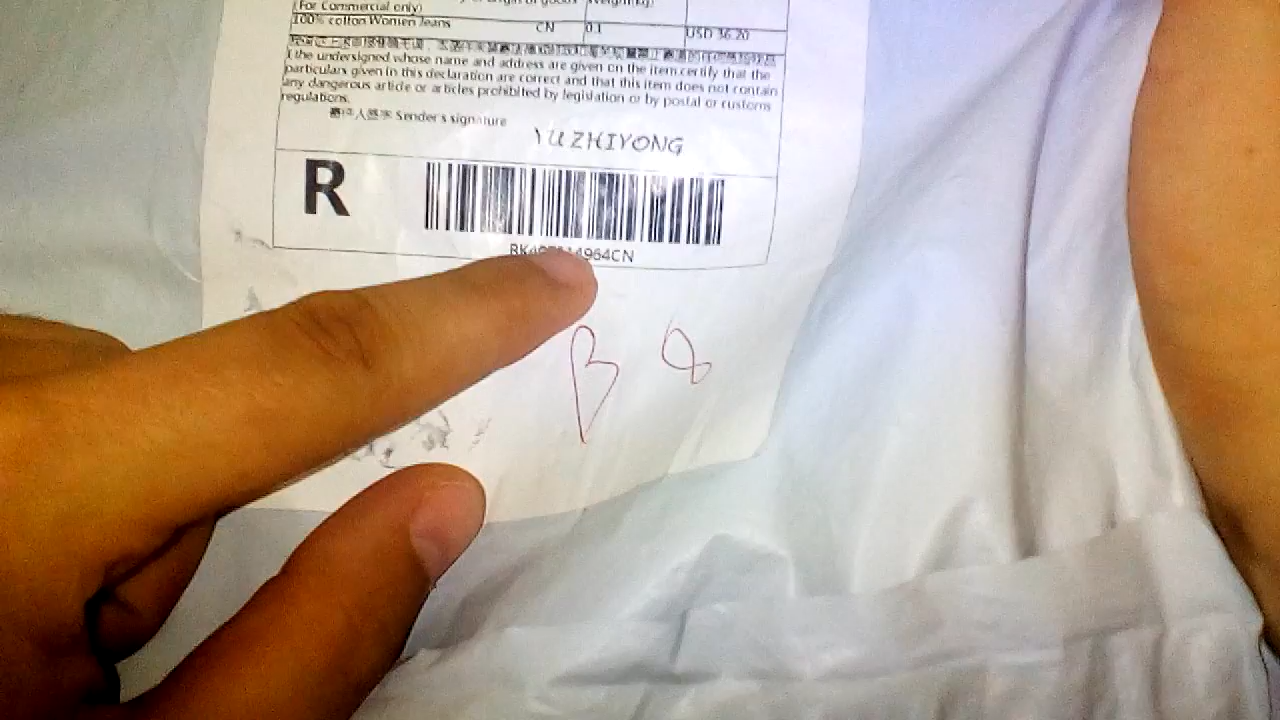 (For Commercial only)
100% cotton Women Jeans CN 0.1 USD 36.20
I, the undersigned whose name and address are given on the item certify that the
particulars given in this declaration are correct and that this item does not contain
any dangerous article or articles prohibited by legislation or by postal or customs
regulations.
Sender's signature
YUZHIYONG
R
B 8